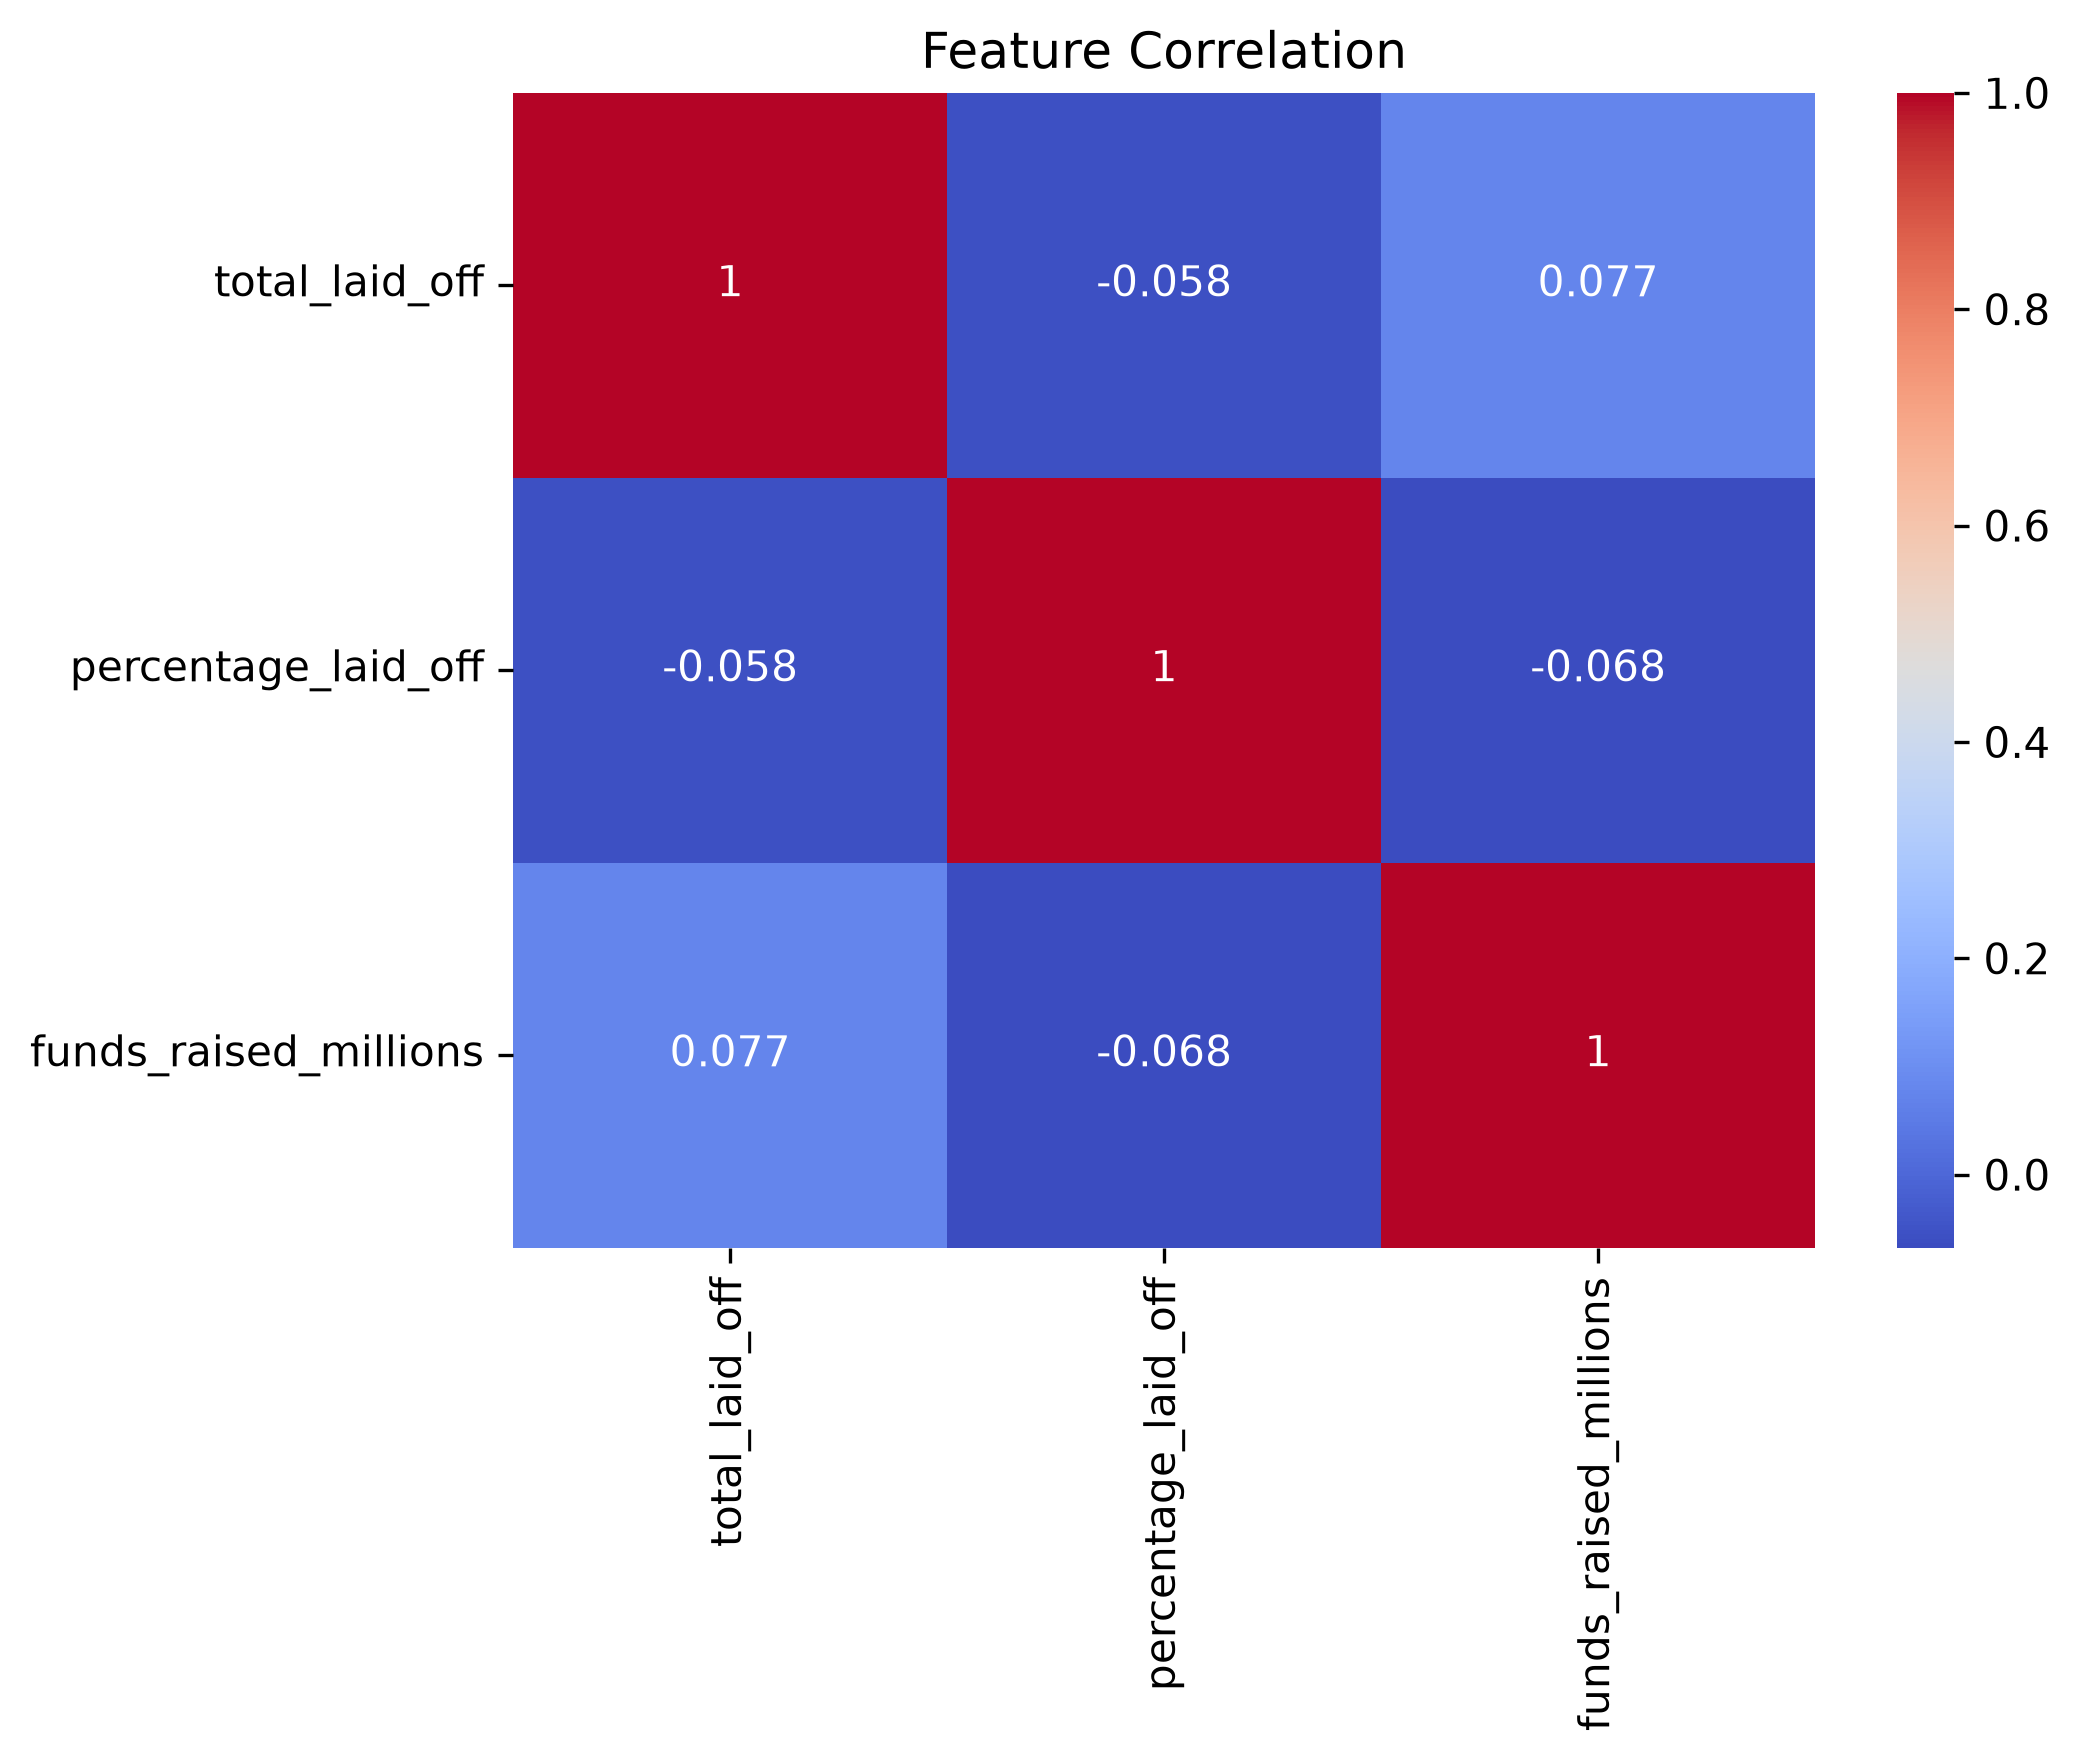 Feature Correlation
total_laid_off
1
-0.058
0.077
percentage_laid_off
-0.058
1
-0.068
funds_raised_millions
0.077
-0.068
1
total_laid_off
percentage_laid_off
funds_raised_millions
1.0
0.8
0.6
0.4
0.2
0.0